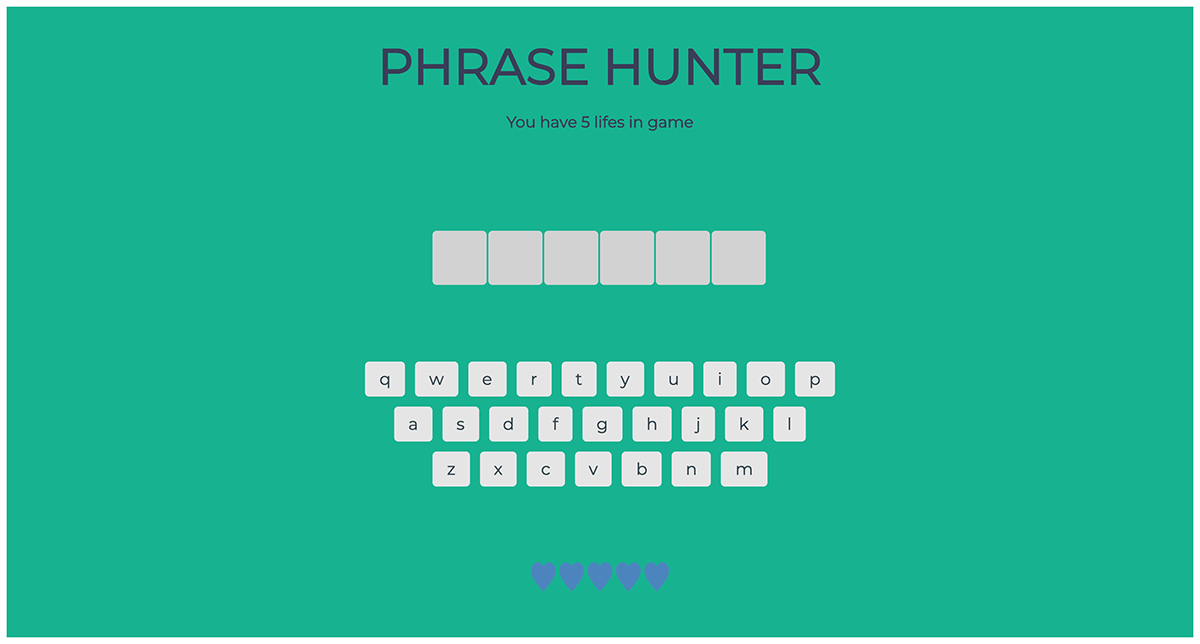 PHRASE HUNTER
You have 5 lifes in game
q w e r t y u i o p
a s d f g h j k l
z x c v b n m